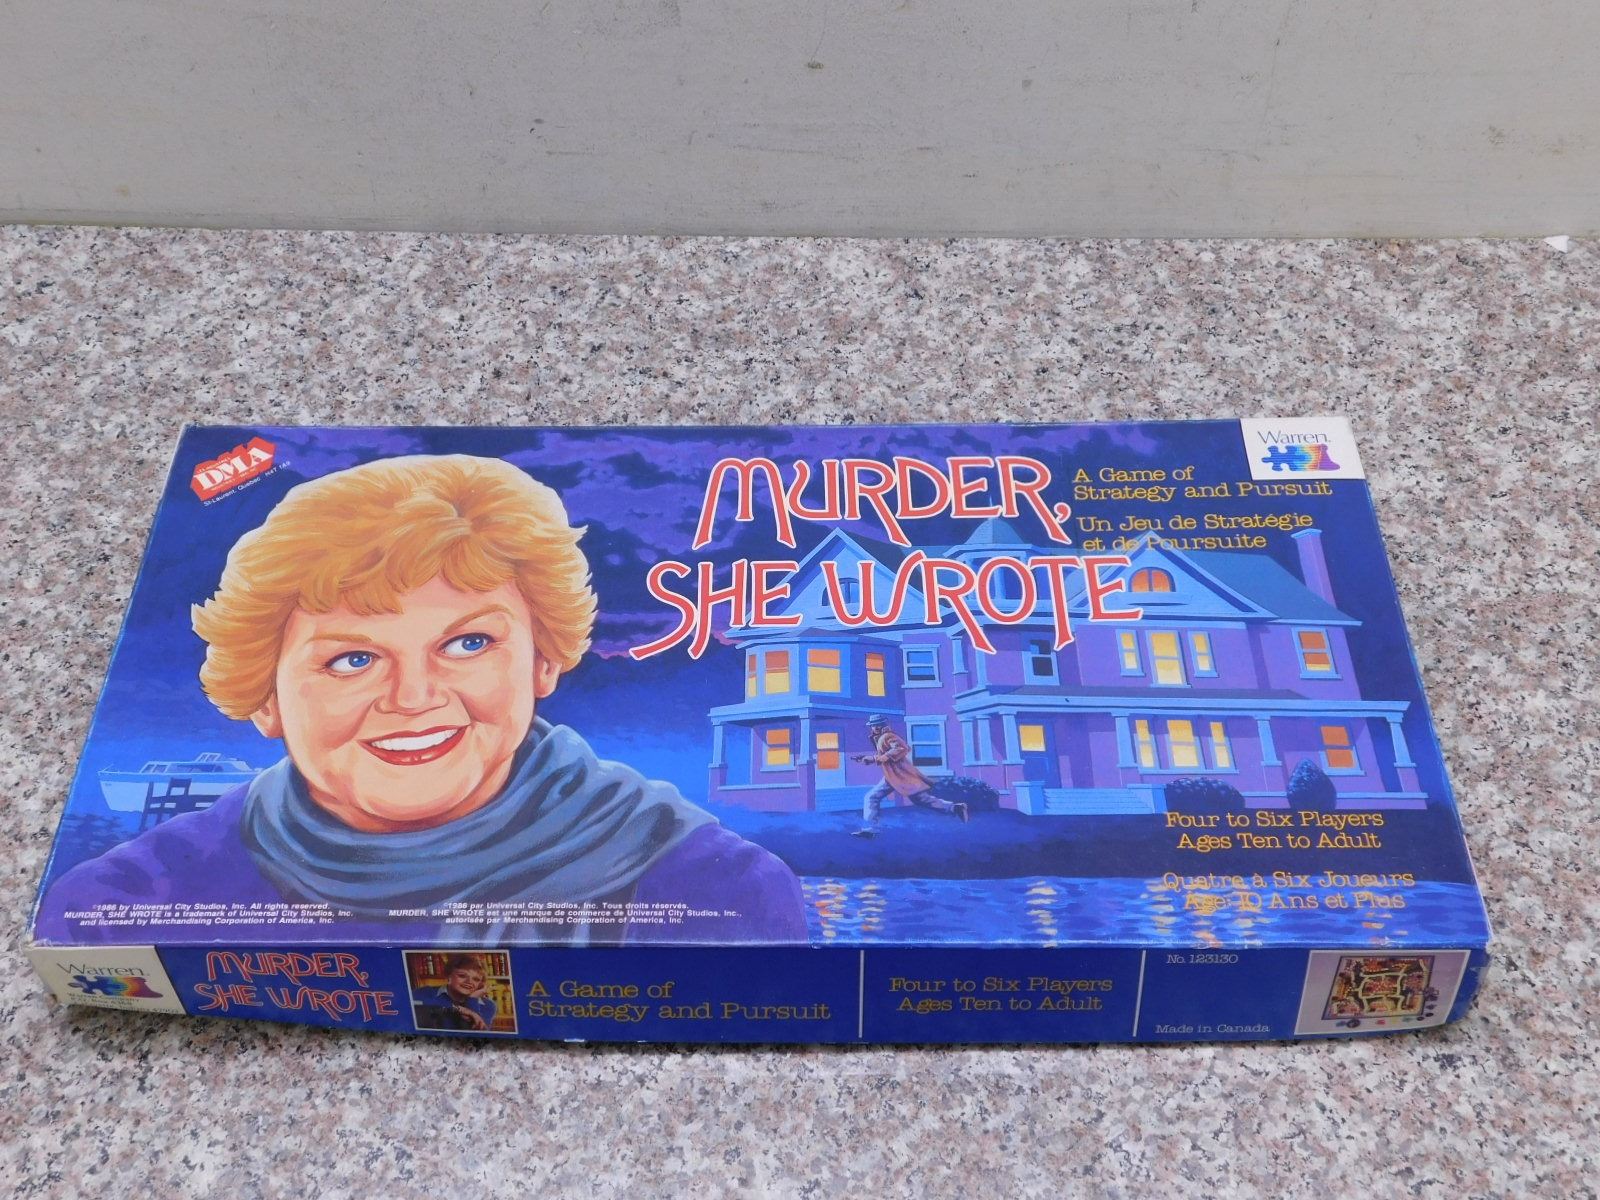 DMA
St-Laurent, Quebec H4T 1A9
Warren.
MURDER,
SHE WROTE
A Game of
Strategy and Pursuit
Un Jeu de Stratégie
et de Poursuite
Four to Six Players
Ages Ten to Adult
Quatre à Six Joueurs
Age: 10 Ans et Plus
©1986 by Universal City Studios, Inc. All rights reserved.
MURDER, SHE WROTE is a trademark of Universal City Studios, Inc.
and licensed by Merchandising Corporation of America, Inc.
©1986 par Universal City Studios, Inc. Tous droits réservés.
MURDER, SHE WROTE est une marque de commerce de Universal City Studios, Inc.,
autorisée par Merchandising Corporation of America, Inc.
Warren.
MURDER,
SHE WROTE
A Game of
Strategy and Pursuit
Four to Six Players
Ages Ten to Adult
No. 123130
Made in Canada